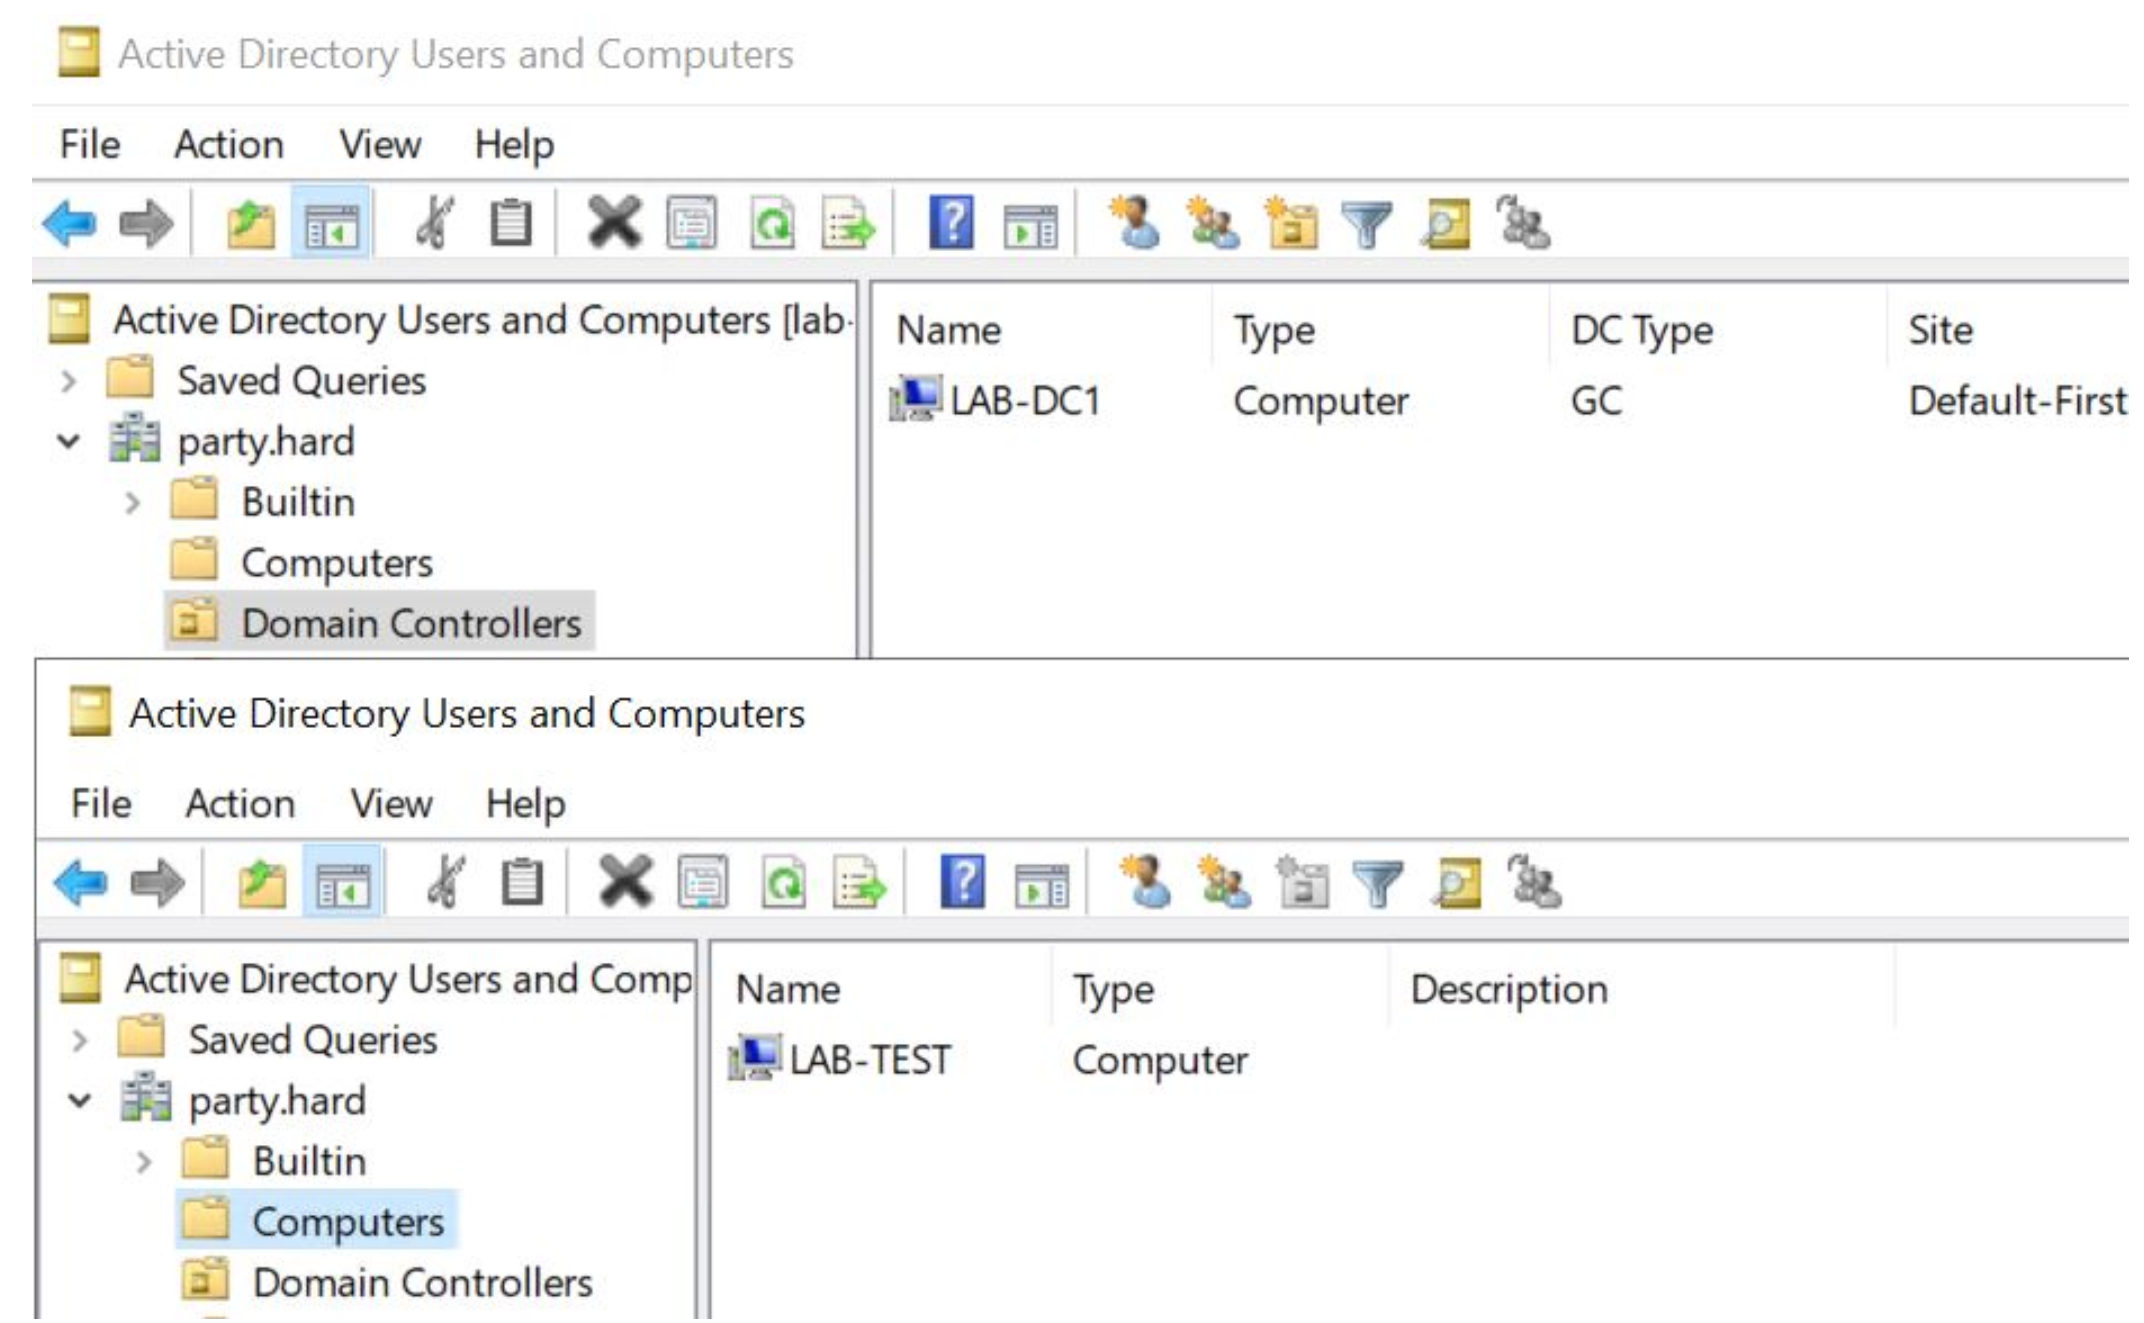 Active Directory Users and Computers
File Action View Help
Active Directory Users and Computers [lab-
Saved Queries
party.hard
Builtin
Computers
Domain Controllers
Name Type DC Type Site
LAB-DC1 Computer GC Default-First
Active Directory Users and Computers
File Action View Help
Active Directory Users and Comp
Saved Queries
party.hard
Builtin
Computers
Domain Controllers
Name Type Description
LAB-TEST Computer